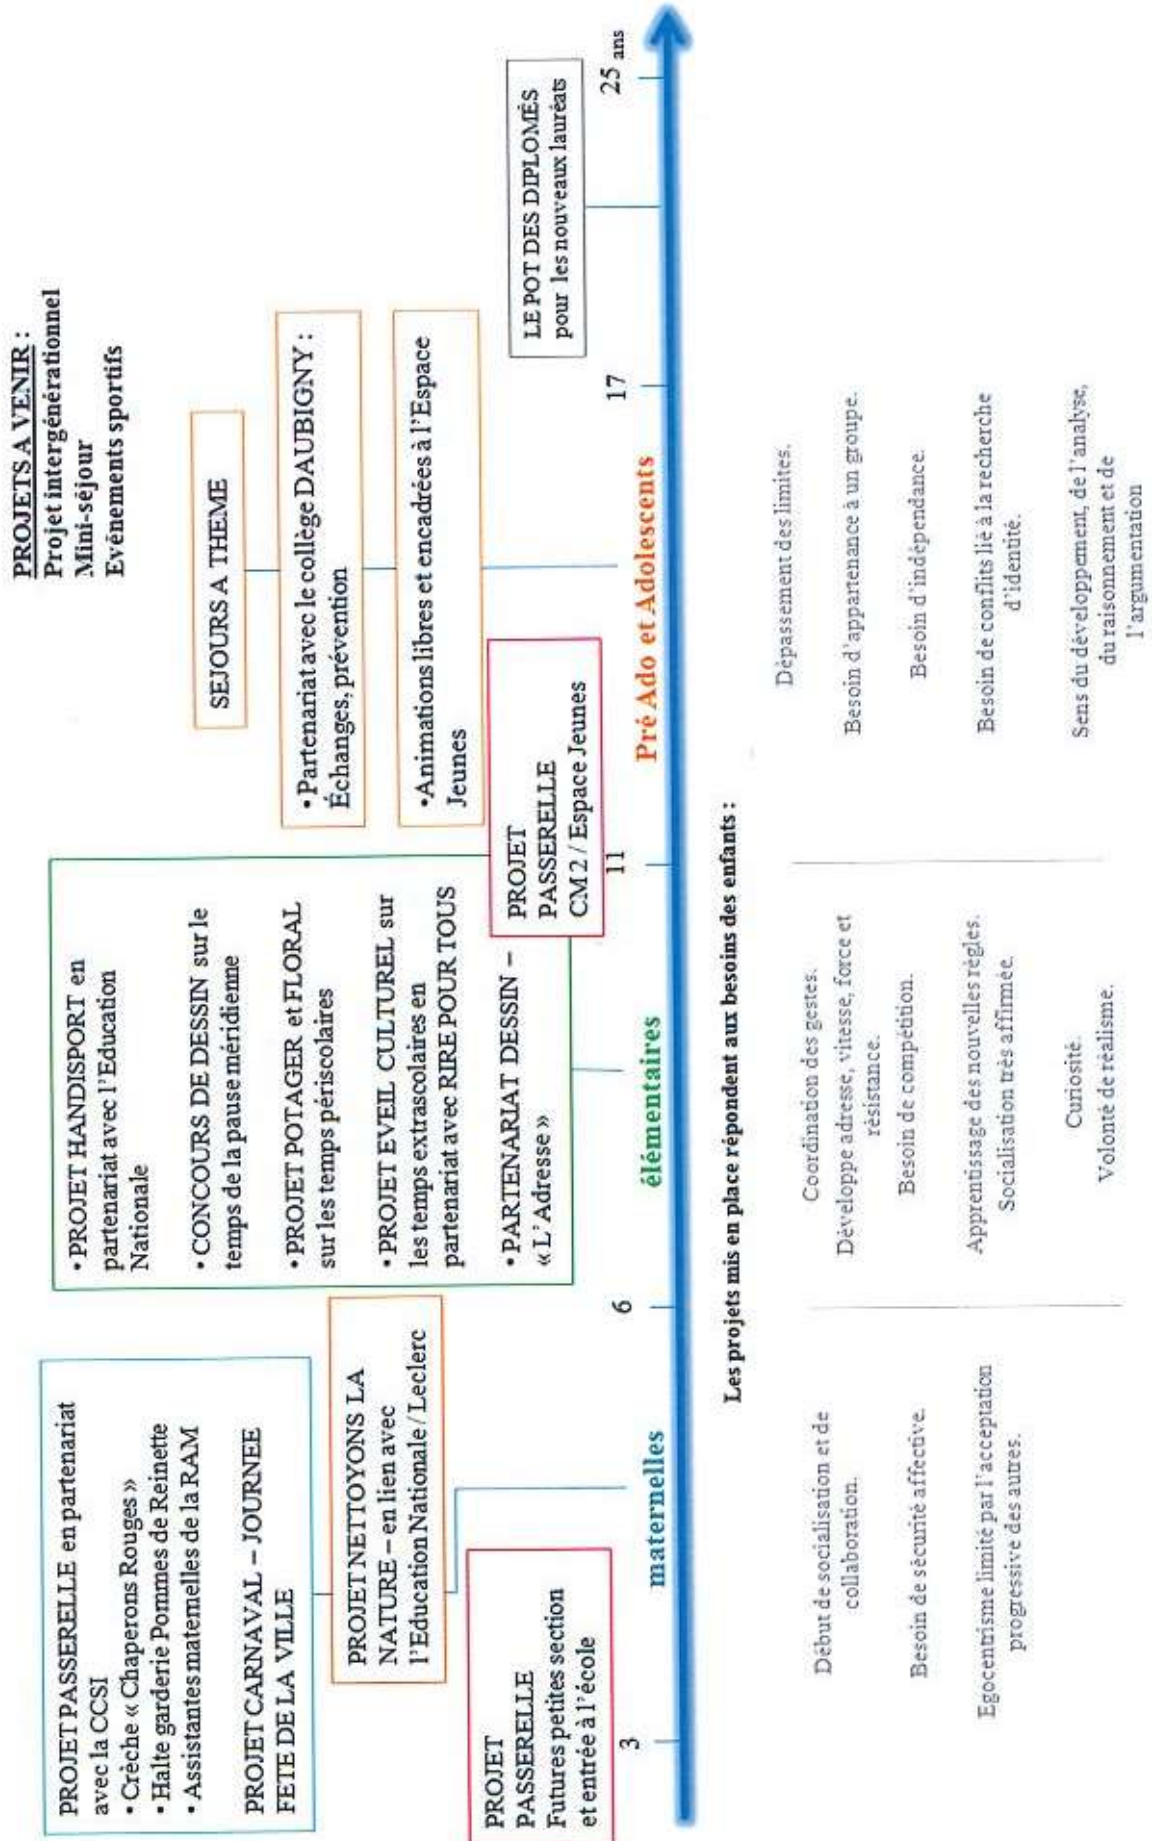 PROJETS A VENIR :
Projet intergénérationnel
Mini-séjour
Evénements sportifs
PROJET PASSERELLE en partenariat
avec la CCSI
• Crèche « Chaperons Rouges »
• Halte garderie Pommes de Reinette
• Assistantes maternelles de la RAM
PROJET CARNAVAL – JOURNEE
FETE DE LA VILLE
PROJET NETTOYONS LA
NATURE – en lien avec
l'Education Nationale / Leclerc
PROJET
PASSERELLE
Futures petites section
et entrée à l'école
• PROJET HANDISPORT en
partenariat avec l'Education
Nationale
• CONCOURS DE DESSIN sur le
temps de la pause méridienne
• PROJET POTAGER et FLORAL
sur les temps périscolaires
• PROJET EVEIL CULTUREL sur
les temps extrascolaires en
partenariat avec RIRE POUR TOUS
• PARTENARIAT DESSIN –
« L'Adresse »
PROJET
PASSERELLE
CM2 / Espace Jeunes
SEJOURS A THEME
• Partenariat avec le collège DAUBIGNY :
Échanges, prévention
•Animations libres et encadrées à l'Espace
Jeunes
LE POT DES DIPLOMÉS
pour les nouveaux lauréats
3
6
11
17
25 ans
maternelles
élémentaires
Pré Ado et Adolescents
Les projets mis en place répondent aux besoins des enfants :
Début de socialisation et de
collaboration.
Besoin de sécurité affective.
Egocentrisme limité par l'acceptation
progressive des autres.
Coordination des gestes.
Développe adresse, vitesse, force et
résistance.
Besoin de compétition.
Apprentissage des nouvelles règles.
Socialisation très affirmée.
Curiosité.
Volonté de réalisme.
Dépassement des limites.
Besoin d'appartenance à un groupe.
Besoin d'indépendance.
Besoin de conflits lié à la recherche
d'identité.
Sens du développement, de l'analyse,
du raisonnement et de
l'argumentation